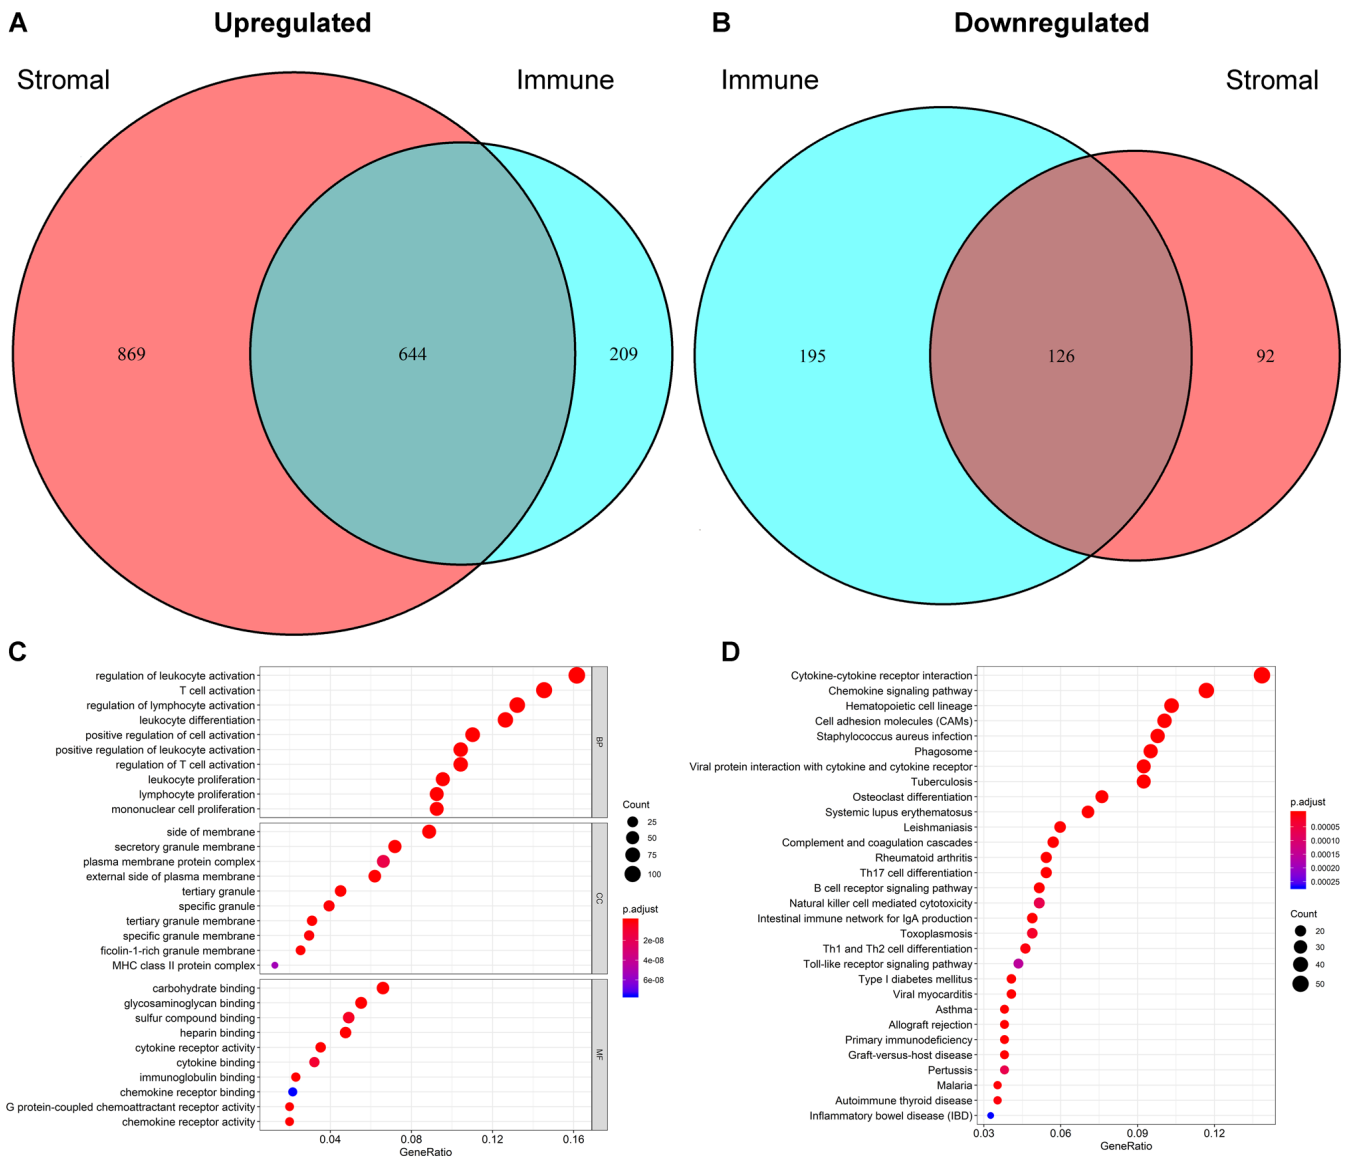 A
Upregulated
Stromal
Immune
869
644
209
B
Downregulated
Immune
Stromal
195
126
92
C
regulation of leukocyte activation
T cell activation
regulation of lymphocyte activation
leukocyte differentiation
positive regulation of cell activation
positive regulation of leukocyte activation
regulation of T cell activation
leukocyte proliferation
lymphocyte proliferation
mononuclear cell proliferation
BP
side of membrane
secretory granule membrane
plasma membrane protein complex
external side of plasma membrane
tertiary granule
specific granule
tertiary granule membrane
specific granule membrane
ficolin-1-rich granule membrane
MHC class II protein complex
CC
carbohydrate binding
glycosaminoglycan binding
sulfur compound binding
heparin binding
cytokine receptor activity
cytokine binding
immunoglobulin binding
chemokine receptor binding
G protein-coupled chemoattractant receptor activity
chemokine receptor activity
MF
0.04
0.08
0.12
0.16
GeneRatio
Count
25
50
75
100
p.adjust
2e-08
4e-08
6e-08
D
Cytokine-cytokine receptor interaction
Chemokine signaling pathway
Hematopoietic cell lineage
Cell adhesion molecules (CAMs)
Staphylococcus aureus infection
Phagosome
Viral protein interaction with cytokine and cytokine receptor
Tuberculosis
Osteoclast differentiation
Systemic lupus erythematosus
Leishmaniasis
Complement and coagulation cascades
Rheumatoid arthritis
Th17 cell differentiation
B cell receptor signaling pathway
Natural killer cell mediated cytotoxicity
Intestinal immune network for IgA production
Toxoplasmosis
Th1 and Th2 cell differentiation
Toll-like receptor signaling pathway
Type I diabetes mellitus
Viral myocarditis
Asthma
Allograft rejection
Primary immunodeficiency
Graft-versus-host disease
Pertussis
Malaria
Autoimmune thyroid disease
Inflammatory bowel disease (IBD)
0.03
0.06
0.09
0.12
GeneRatio
p.adjust
0.00005
0.00010
0.00015
0.00020
0.00025
Count
20
30
40
50